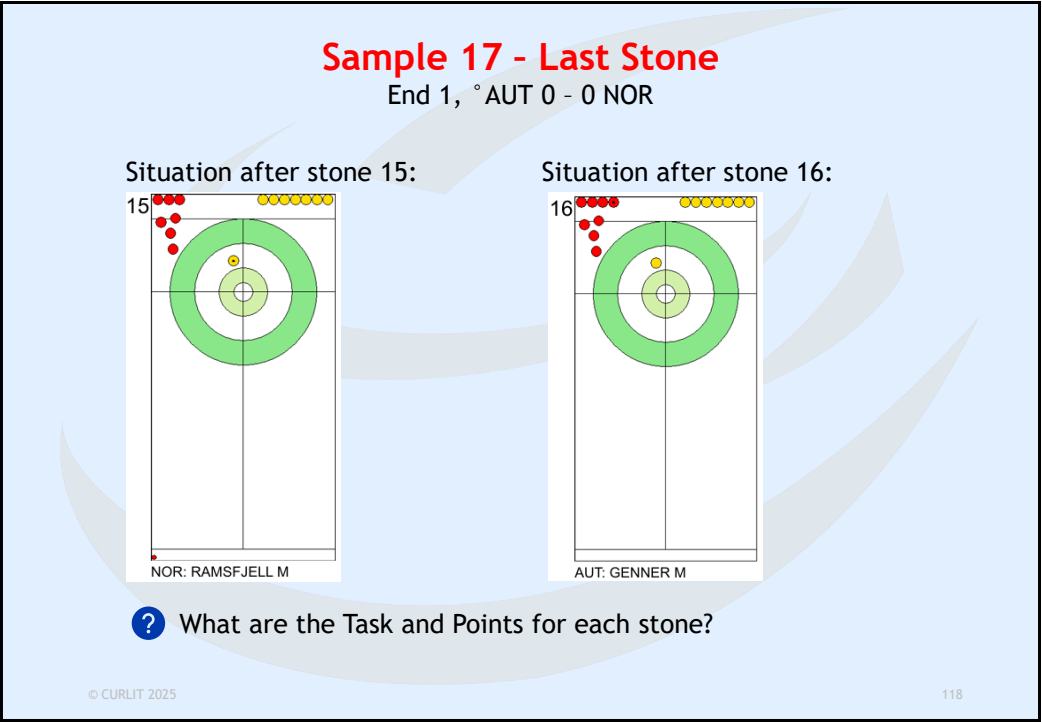 Sample 17 – Last Stone
End 1, °AUT 0 – 0 NOR
Situation after stone 15:
Situation after stone 16:
15
16
NOR: RAMSFJELL M
AUT: GENNER M
? What are the Task and Points for each stone?
© CURLIT 2025
118